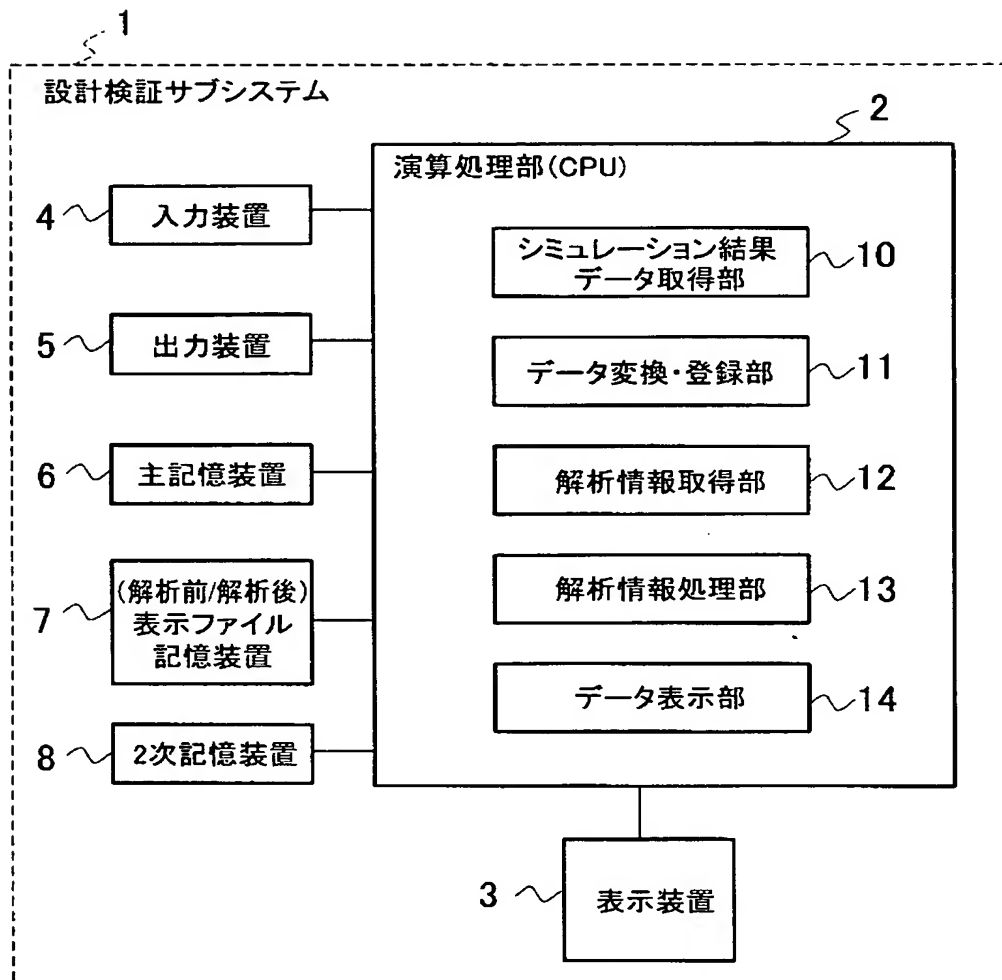 1
設計検証サブシステム
2
演算処理部(CPU)
4
入力装置
シミュレーション結果
データ取得部
10
5
出力装置
データ変換・登録部
11
6
主記憶装置
解析情報取得部
12
7
(解析前/解析後)
表示ファイル
記憶装置
解析情報処理部
13
データ表示部
14
8
2次記憶装置
3
表示装置